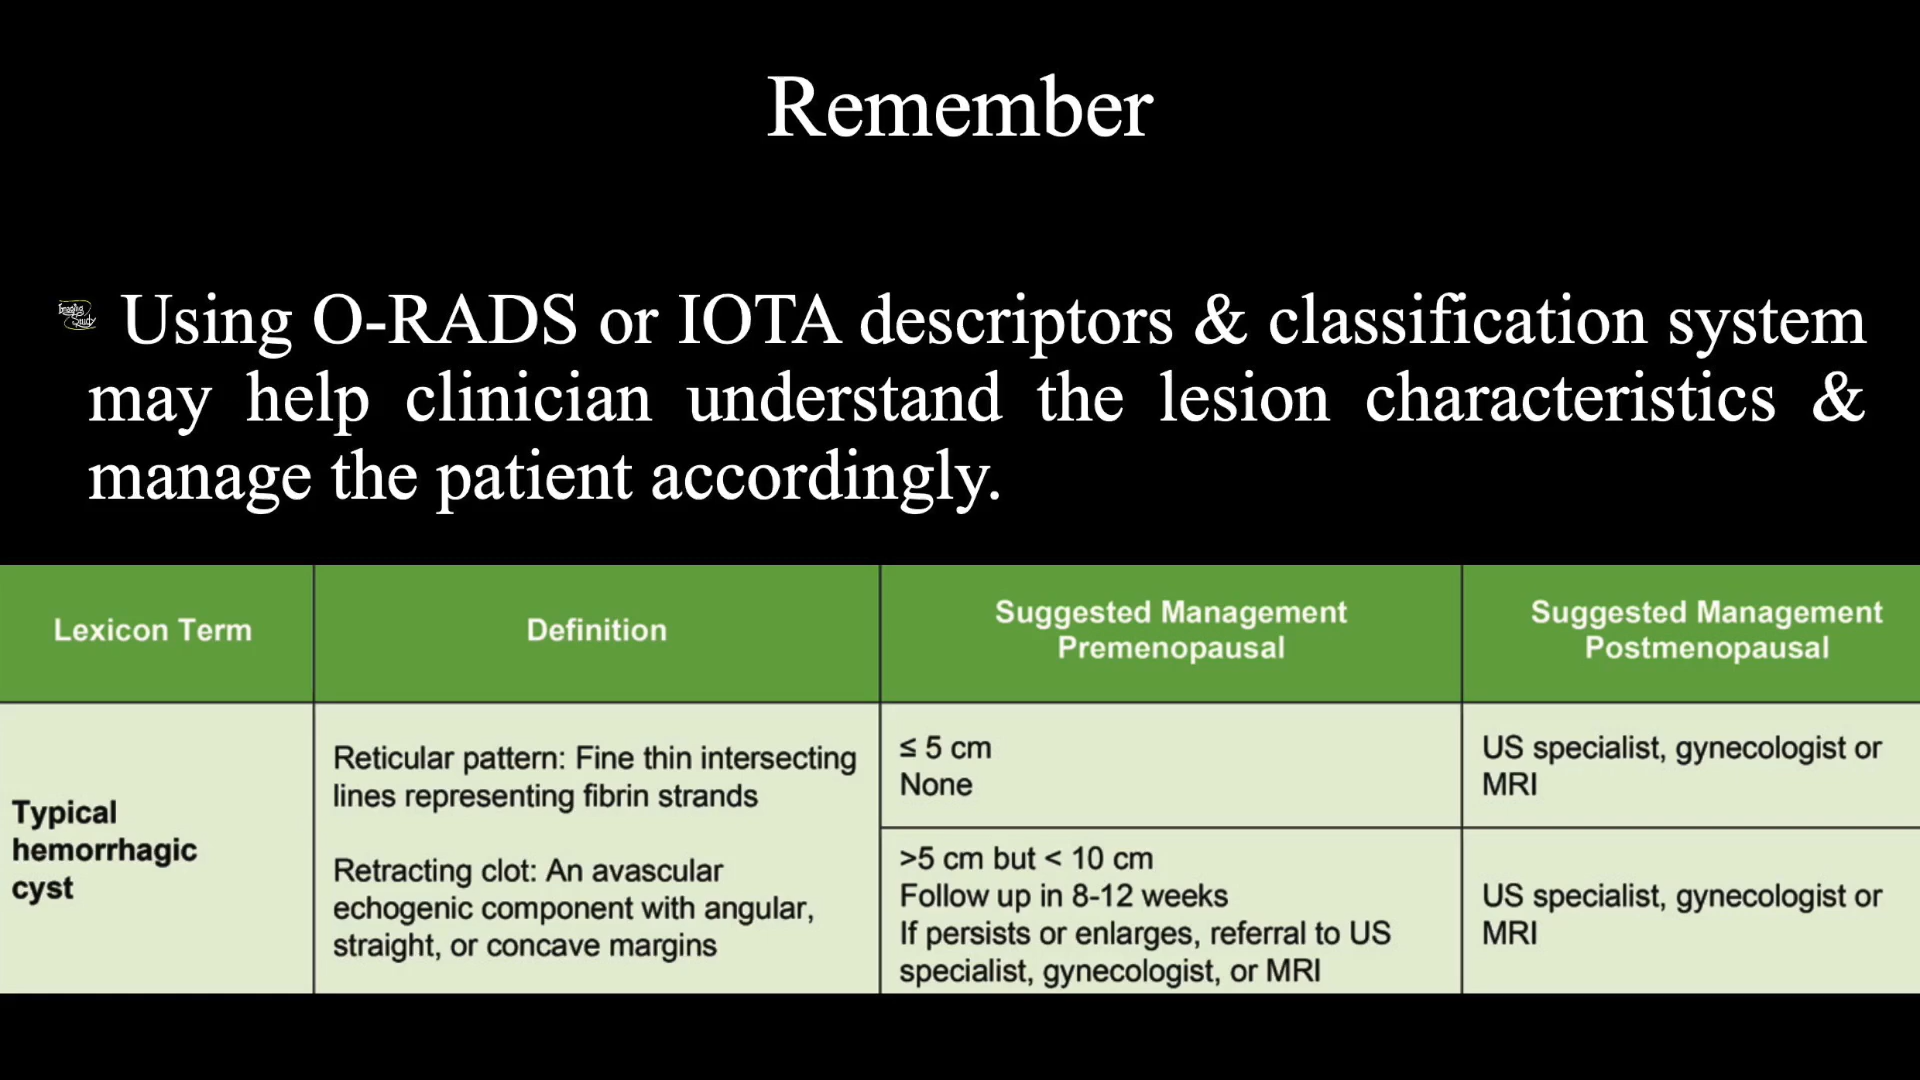 Remember
Imaging Study
Using O-RADS or IOTA descriptors & classification system
may help clinician understand the lesion characteristics &
manage the patient accordingly.
Lexicon Term
Definition
Suggested Management
Premenopausal
Suggested Management
Postmenopausal
Typical
hemorrhagic
cyst
Reticular pattern: Fine thin intersecting
lines representing fibrin strands
Retracting clot: An avascular
echogenic component with angular,
straight, or concave margins
≤ 5 cm
None
US specialist, gynecologist or
MRI
>5 cm but < 10 cm
Follow up in 8-12 weeks
If persists or enlarges, referral to US
specialist, gynecologist, or MRI
US specialist, gynecologist or
MRI